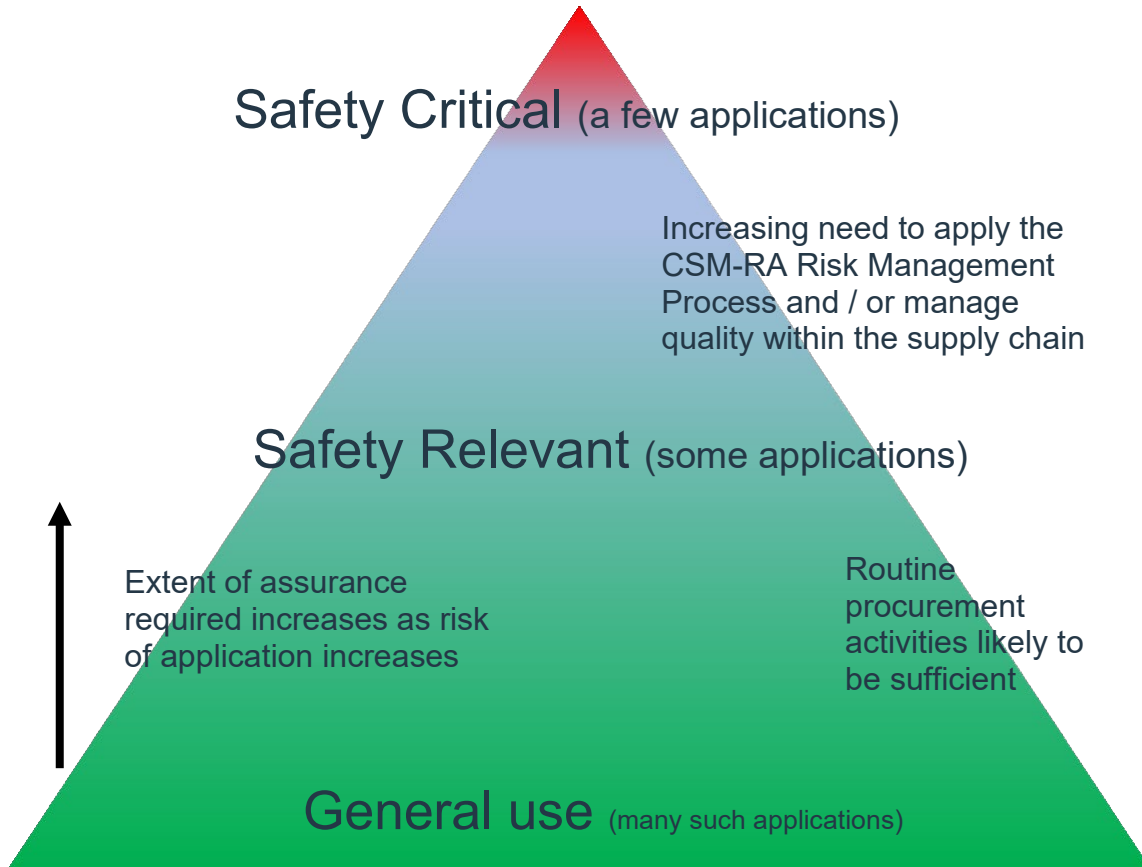 Safety Critical (a few applications)
Increasing need to apply the
CSM-RA Risk Management
Process and / or manage
quality within the supply chain
Safety Relevant (some applications)
Extent of assurance
required increases as risk
of application increases
Routine
procurement
activities likely to
be sufficient
General use (many such applications)